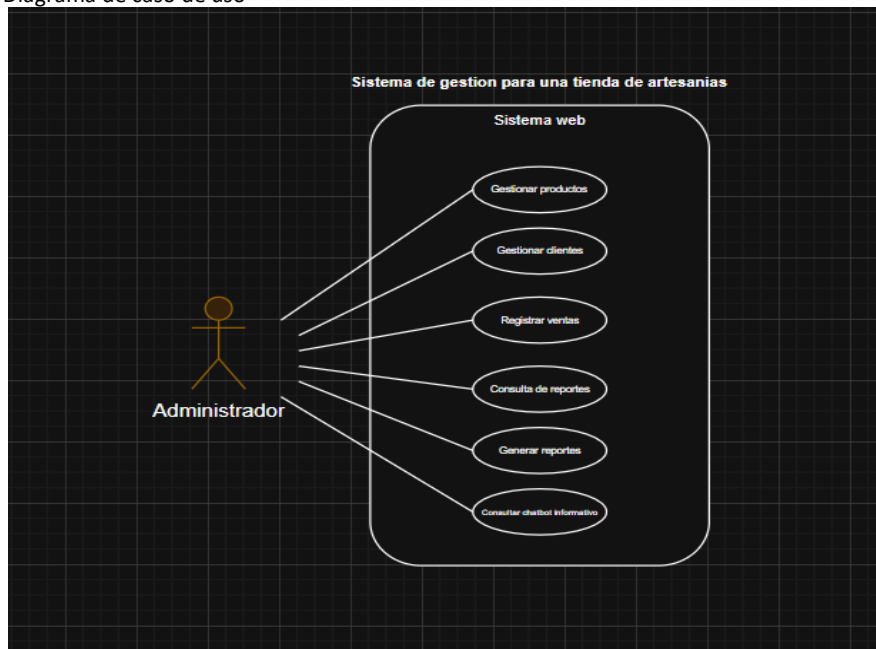 Diagrama de caso de uso
Sistema de gestion para una tienda de artesanias
Sistema web
Gestionar productos
Gestionar clientes
Registrar ventas
Consulta de reportes
Generar reportes
Consultar chatbot informativo
Administrador